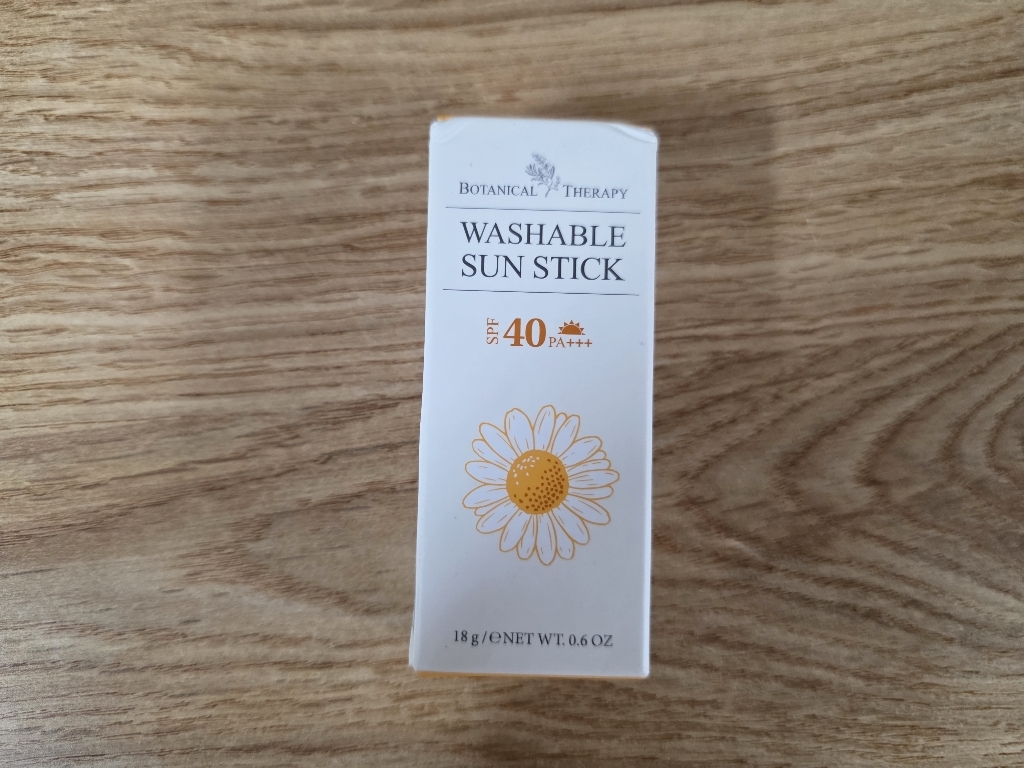 BOTANICAL THERAPY
WASHABLE
SUN STICK
SPF 40 PA+++
18 g / ℮ NET WT. 0.6 OZ